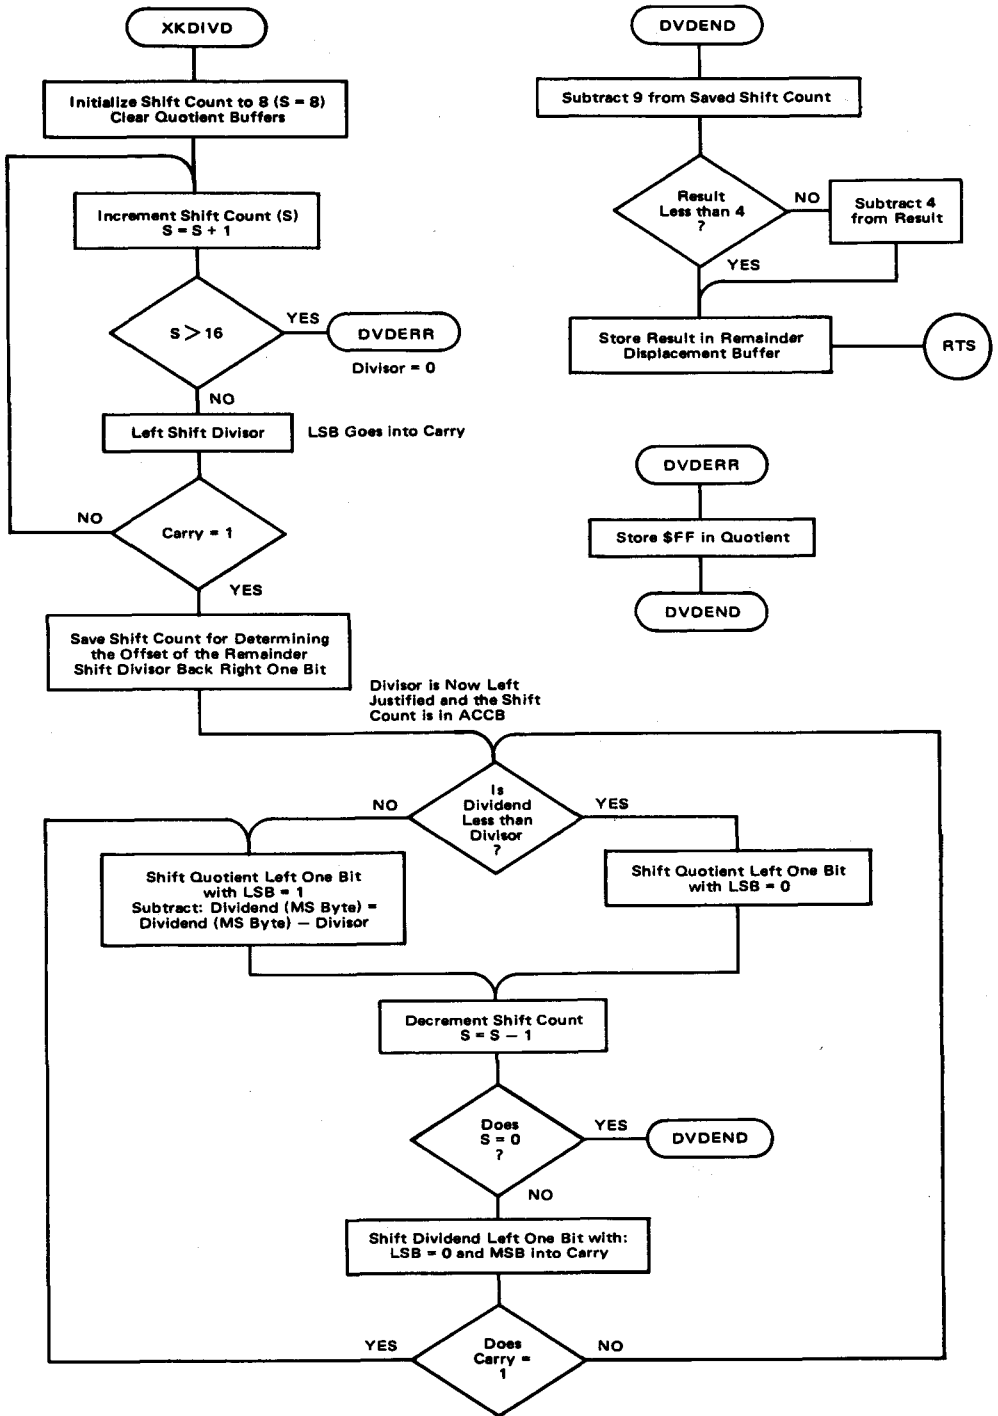 XKDIVD
Initialize Shift Count to 8 (S = 8)
Clear Quotient Buffers
Increment Shift Count (S)
S = S + 1
S > 16
YES
DVDERR
Divisor = 0
NO
Left Shift Divisor
LSB Goes into Carry
NO
Carry = 1
YES
Save Shift Count for Determining
the Offset of the Remainder
Shift Divisor Back Right One Bit
DVDEND
Subtract 9 from Saved Shift Count
Result
Less than 4
?
NO
Subtract 4
from Result
YES
Store Result in Remainder
Displacement Buffer
RTS
DVDERR
Store $FF in Quotient
DVDEND
Divisor is Now Left
Justified and the Shift
Count is in ACCB
Is
Dividend
Less than
Divisor
?
NO
YES
Shift Quotient Left One Bit
with LSB = 1
Subtract: Dividend (MS Byte) =
Dividend (MS Byte) — Divisor
Shift Quotient Left One Bit
with LSB = 0
Decrement Shift Count
S = S — 1
Does
S = 0
?
YES
DVDEND
NO
Shift Dividend Left One Bit with:
LSB = 0 and MSB into Carry
YES
Does
Carry =
1
NO